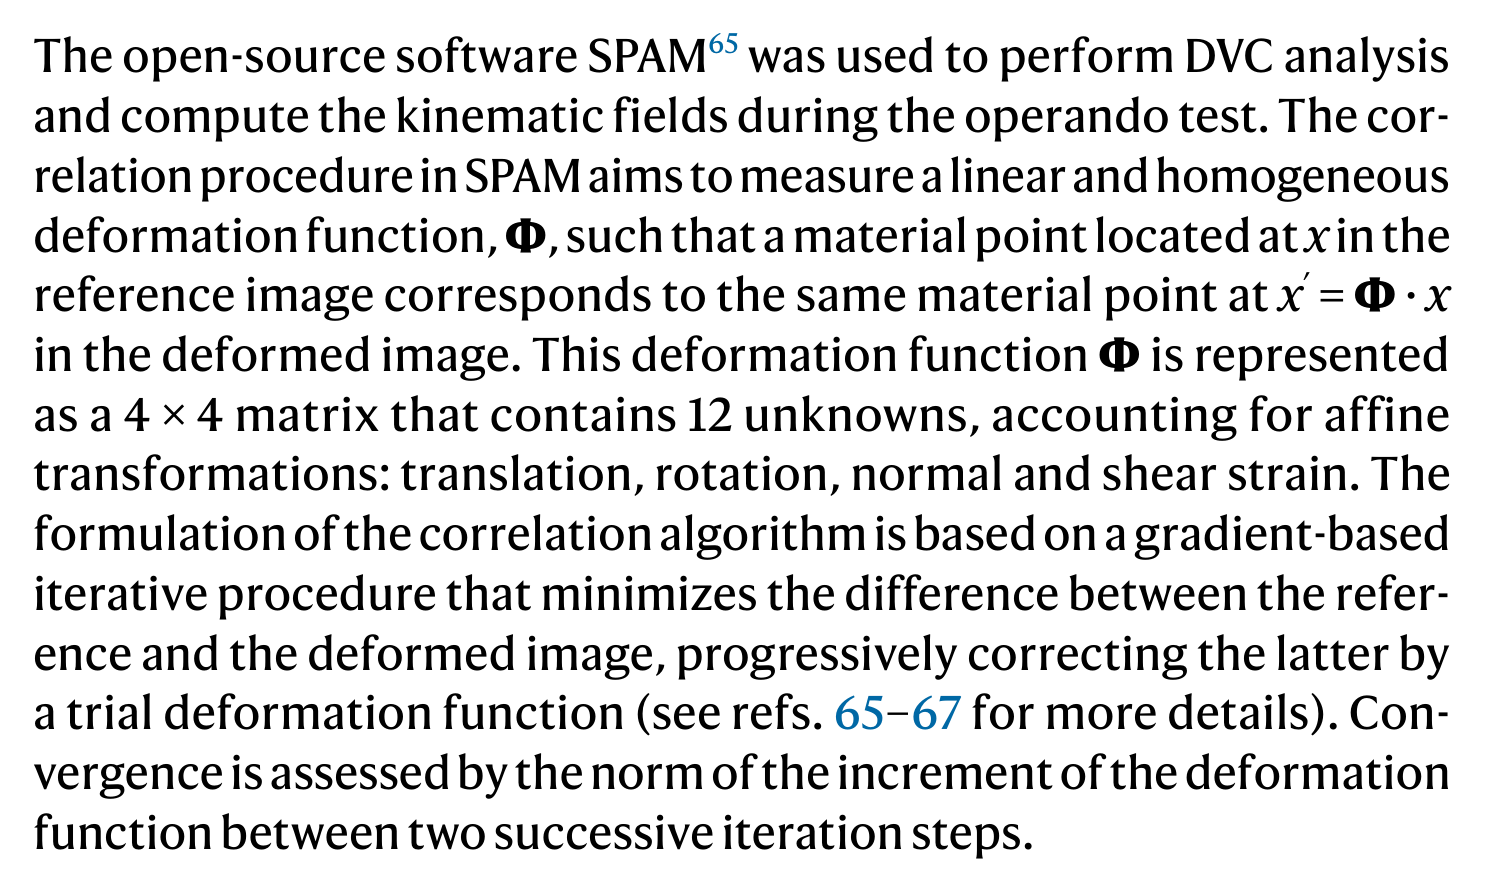 The open-source software SPAM65 was used to perform DVC analysis
and compute the kinematic fields during the operando test. The cor-
relation procedure in SPAM aims to measure a linear and homogeneous
deformation function, Φ, such that a material point located at x in the
reference image corresponds to the same material point at x′ = Φ · x
in the deformed image. This deformation function Φ is represented
as a 4 × 4 matrix that contains 12 unknowns, accounting for affine
transformations: translation, rotation, normal and shear strain. The
formulation of the correlation algorithm is based on a gradient-based
iterative procedure that minimizes the difference between the refer-
ence and the deformed image, progressively correcting the latter by
a trial deformation function (see refs. 65–67 for more details). Con-
vergence is assessed by the norm of the increment of the deformation
function between two successive iteration steps.